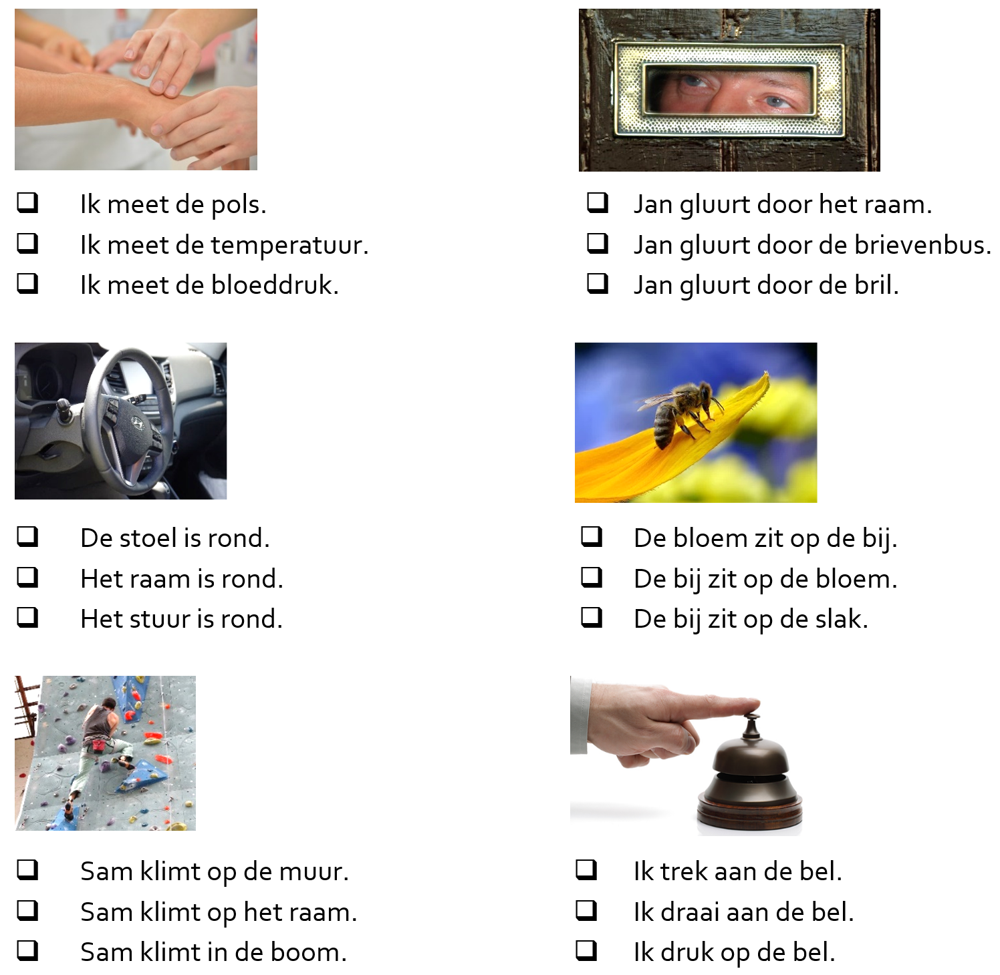 Ik meet de pols.
Ik meet de temperatuur.
Ik meet de bloeddruk.
Jan gluurt door het raam.
Jan gluurt door de brievenbus.
Jan gluurt door de bril.
De stoel is rond.
Het raam is rond.
Het stuur is rond.
De bloem zit op de bij.
De bij zit op de bloem.
De bij zit op de slak.
Sam klimt op de muur.
Sam klimt op het raam.
Sam klimt in de boom.
Ik trek aan de bel.
Ik draai aan de bel.
Ik druk op de bel.